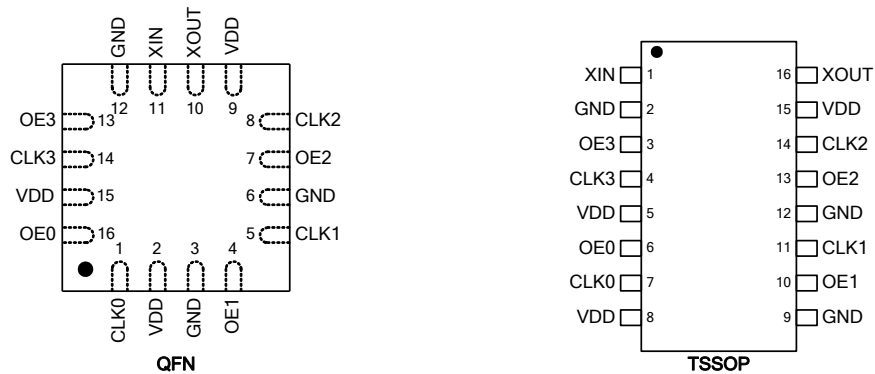 GND XIN XOUT VDD
12 11 10 9
OE3 13 8 CLK2
CLK3 14 7 OE2
VDD 15 6 GND
OE0 16 5 CLK1
1 2 3 4
CLK0 VDD GND OE1
QFN
XIN 1 16 XOUT
GND 2 15 VDD
OE3 3 14 CLK2
CLK3 4 13 OE2
VDD 5 12 GND
OE0 6 11 CLK1
CLK0 7 10 OE1
VDD 8 9 GND
TSSOP